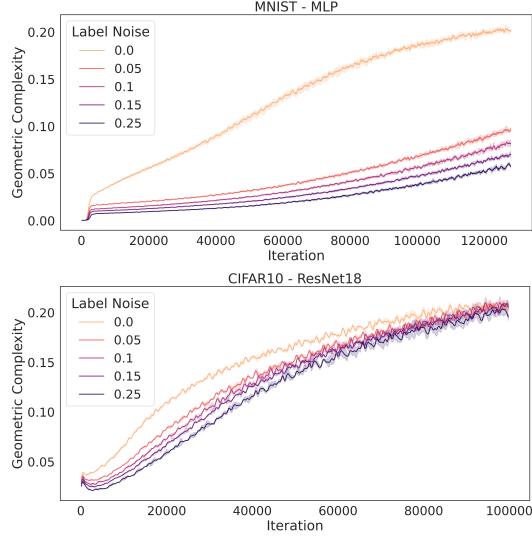 MNIST - MLP
Geometric Complexity
0.20
0.15
0.10
0.05
0.00
Label Noise
0.0
0.05
0.1
0.15
0.25
0 20000 40000 60000 80000 100000 120000
Iteration
CIFAR10 - ResNet18
Geometric Complexity
0.20
0.15
0.10
0.05
Label Noise
0.0
0.05
0.1
0.15
0.25
0 20000 40000 60000 80000 100000
Iteration